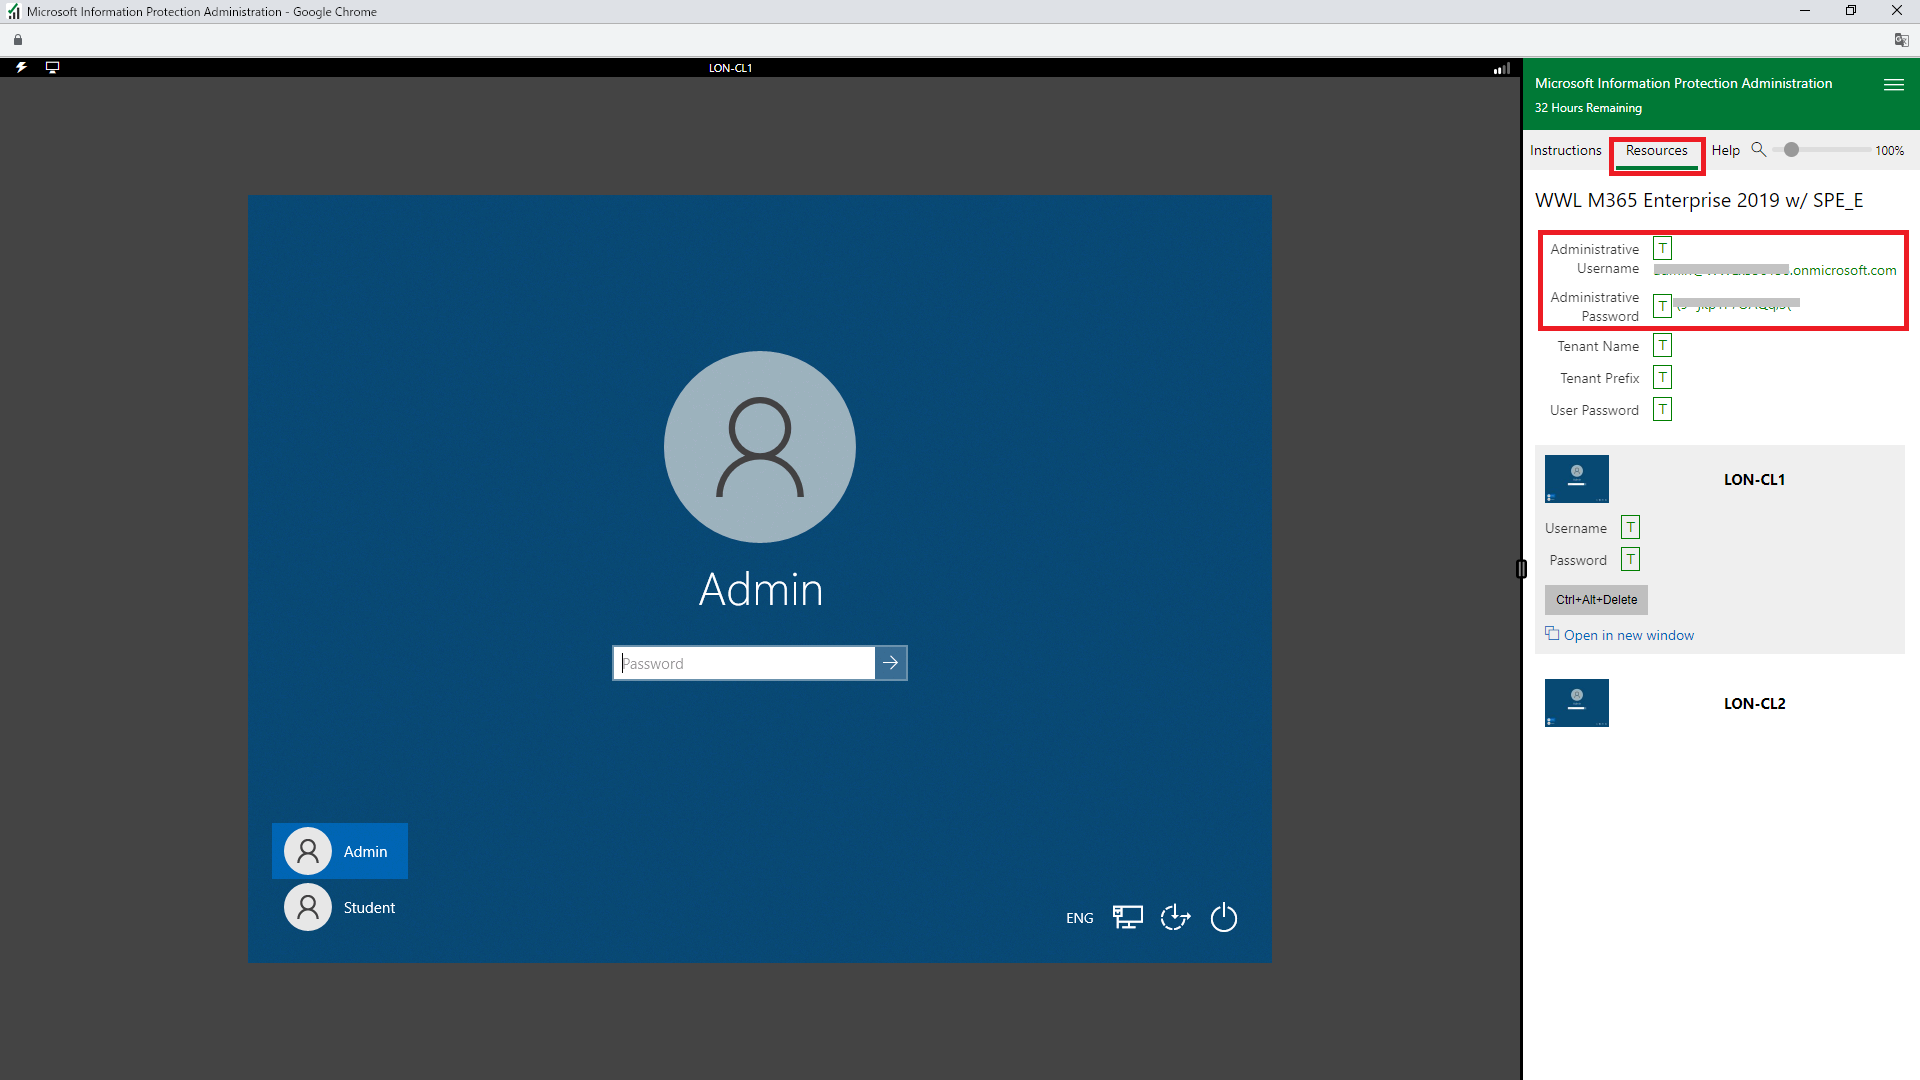 Microsoft Information Protection Administration - Google Chrome
LON-CL1
Microsoft Information Protection Administration
32 Hours Remaining
Instructions
Resources
Help
100%
WWL M365 Enterprise 2019 w/ SPE_E
Administrative Username
T
.onmicrosoft.com
Administrative Password
T
Tenant Name
T
Tenant Prefix
T
User Password
T
LON-CL1
Username
T
Password
T
Ctrl+Alt+Delete
Open in new window
LON-CL2
Admin
Password
Admin
Student
ENG